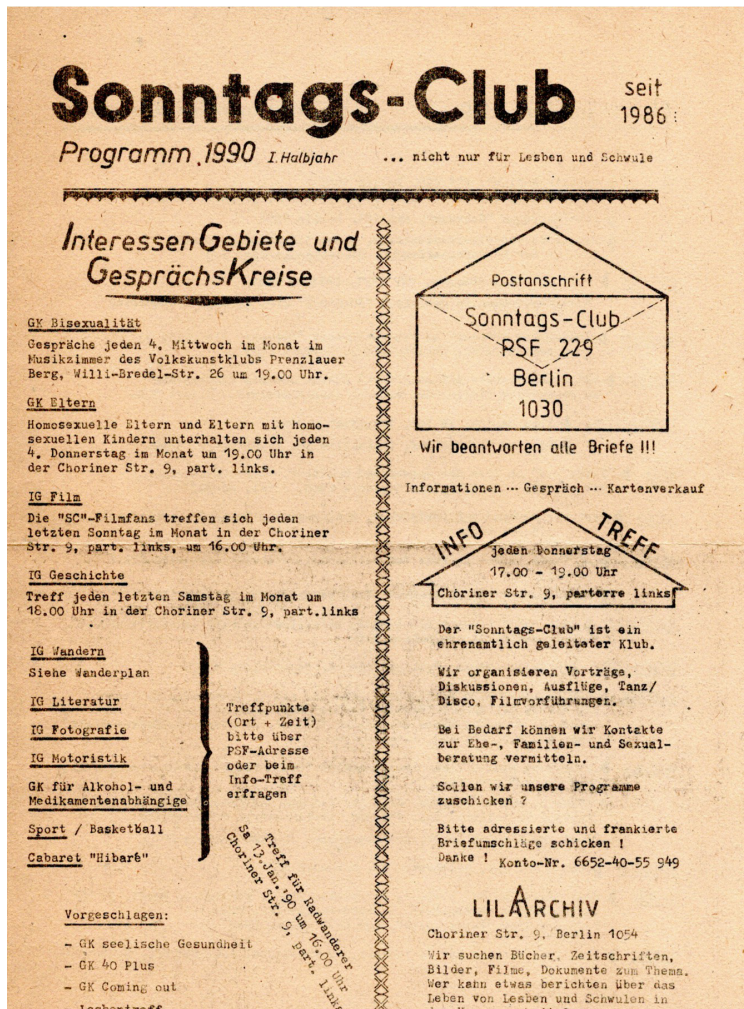 Sonntags-Club
seit
1986
Programm 1990 I. Halbjahr
... nicht nur für Lesben und Schwule
InteressenGebiete und
GesprächsKreise
GK Bisexualität
Gespräche jeden 4. Mittwoch im Monat im
Musikzimmer des Volkskunstklubs Prenzlauer
Berg, Willi-Bredel-Str. 26 um 19.00 Uhr.
GK Eltern
Homosexuelle Eltern und Eltern mit homo-
sexuellen Kindern unterhalten sich jeden
4. Donnerstag im Monat um 19.00 Uhr in
der Choriner Str. 9, part. links.
IG Film
Die "SC"-Filmfans treffen sich jeden
letzten Sonntag im Monat in der Choriner
Str. 9, part. links, um 16.00 Uhr.
IG Geschichte
Treff jeden letzten Samstag im Monat um
18.00 Uhr in der Choriner Str. 9, part.links
IG Wandern
Siehe Wanderplan
IG Literatur
IG Fotografie
IG Motoristik
GK für Alkohol- und
Medikamentenabhängige
Sport / Basketball
Cabaret "Hibaré"
Treffpunkte
(Ort + Zeit)
bitte über
PSF-Adresse
oder beim
Info-Treff
erfragen
Treff für Radwanderer
Sa 13.Jan.'90 um 16.00 Uhr
Choriner Str. 9, part. links
Vorgeschlagen:
- GK seelische Gesundheit
- GK 40 Plus
- GK Coming out
Postanschrift
Sonntags-Club
PSF 229
Berlin
1030
Wir beantworten alle Briefe !!!
Informationen ... Gespräch ... Kartenverkauf
INFO TREFF
jeden Donnerstag
17.00 - 19.00 Uhr
Choriner Str. 9, parterre links
Der "Sonntags-Club" ist ein
ehrenamtlich geleiteter Klub.
Wir organisieren Vorträge,
Diskussionen, Ausflüge, Tanz/
Disco, Filmvorführungen.
Bei Bedarf können wir Kontakte
zur Ehe-, Familien- und Sexual-
beratung vermitteln.
Sollen wir unsere Programme
zuschicken ?
Bitte adressierte und frankierte
Briefumschläge schicken !
Danke ! Konto-Nr. 6652-40-55 949
LILA ARCHIV
Choriner Str. 9, Berlin 1054
Wir suchen Bücher, Zeitschriften,
Bilder, Filme, Dokumente zum Thema.
Wer kann etwas berichten über das
Leben von Lesben und Schwulen in